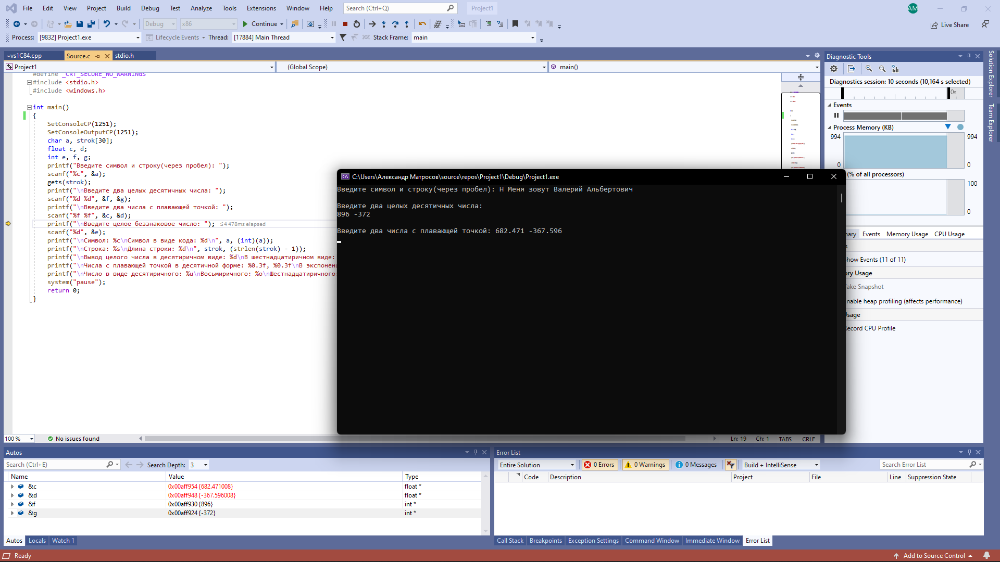 File Edit View Project Build Debug Test Analyze Tools Extensions Window Help Search (Ctrl+Q) Project1 AM
Debug x86 Continue Live Share
Process: [9832] Project1.exe Lifecycle Events Thread: [17884] Main Thread Stack Frame: main
~vs1C84.cpp Source.c stdio.h
Project1 (Global Scope) main()
#define _CRT_SECURE_NO_WARNINGS
#include <stdio.h>
#include <windows.h>
int main()
{
SetConsoleCP(1251);
SetConsoleOutputCP(1251);
char a, strok[30];
float c, d;
int e, f, g;
printf("Введите символ и строку(через пробел): ");
scanf("%c", &a);
gets(strok);
printf("\nВведите два целых десятичных числа: ");
scanf("%d %d", &f, &g);
printf("\nВведите два числа с плавающей точкой: ");
scanf("%f %f", &c, &d);
printf("\nВведите целое беззнаковое число: "); ≤4 478ms elapsed
scanf("%d", &e);
printf("\nСимвол: %c\nСимвол в виде кода: %d\n", a, (int)(a));
printf("\nСтрока: %s\nДлина строки: %d\n", strok, (strlen(strok) - 1));
printf("\nВывод целого числа в десятиричном виде: %d\nВ шестнадцатиричном виде:
printf("\nЧисла с плавающей точкой в десятичной форме: %0.3f, %0.3f\nВ экспонен
printf("\nЧисло в виде десятиричного: %u\nВосьмиричного: %o\nШестнадцатиричного
system("pause");
return 0;
}
C:\Users\Александр Матросов\source\repos\Project1\Debug\Project1.exe
Введите символ и строку(через пробел): Н Меня зовут Валерий Альбертович
Введите два целых десятичных числа:
896 -372
Введите два числа с плавающей точкой: 682.471 -367.596
Diagnostic Tools
Diagnostics session: 10 seconds (10,164 s selected)
0s
Events
Process Memory (KB)
994 994
0 0
(% of all processors)
100
0
nary Events Memory Usage CPU Usage
s
how Events (11 of 11)
ory Usage
ake Snapshot
nable heap profiling (affects performance)
Usage
ecord CPU Profile
Solution Explorer
Team Explorer
100 % No issues found Ln: 19 Ch: 1 TABS CRLF
Autos
Search (Ctrl+E) Search Depth: 3
Name Value Type
&c 0x00aff954 {682.471008} float *
&d 0x00aff948 {-367.596008} float *
&f 0x00aff930 {896} int *
&g 0x00aff924 {-372} int *
Autos Locals Watch 1
Error List
Entire Solution 0 Errors 0 Warnings 0 Messages Build + IntelliSense Search Error List
Code Description Project File Line Suppression State
Call Stack Breakpoints Exception Settings Command Window Immediate Window Error List
Ready Add to Source Control